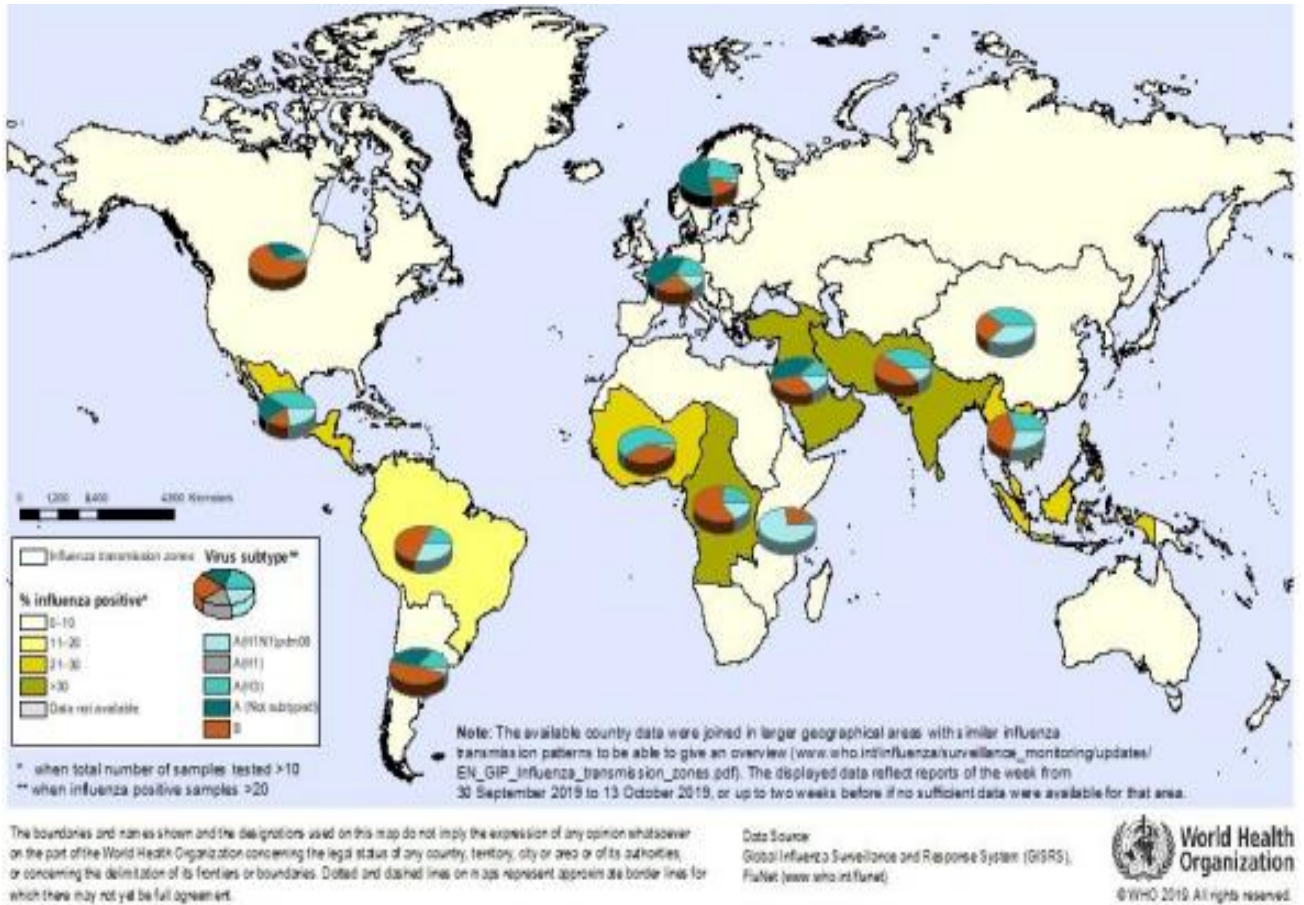 0 1,200 2,400 4,800 Kilometers
Influenza transmission zones
Virus subtype**
% influenza positive*
0-10
11-20
21-30
>30
Data not available
A(H1N1)pdm09
A(H1)
A(H3)
A (Not subtyped)
B
* when total number of samples tested >10
** when influenza positive samples >20
Note: The available country data were joined in larger geographical areas with similar influenza
transmission patterns to be able to give an overview (www.who.int/influenza/surveillance_monitoring/updates/
EN_GIP_Influenza_transmission_zones.pdf). The displayed data reflect reports of the week from
30 September 2019 to 13 October 2019, or up to two weeks before if no sufficient data were available for that area.
The boundaries and names shown and the designations used on this map do not imply the expression of any opinion whatsoever
on the part of the World Health Organization concerning the legal status of any country, territory, city or area or of its authorities,
or concerning the delimitation of its frontiers or boundaries. Dotted and dashed lines on maps represent approximate border lines for
which there may not yet be full agreement.
Data Source:
Global Influenza Surveillance and Response System (GISRS),
FluNet (www.who.int/flunet)
World Health
Organization
© WHO 2019. All rights reserved.